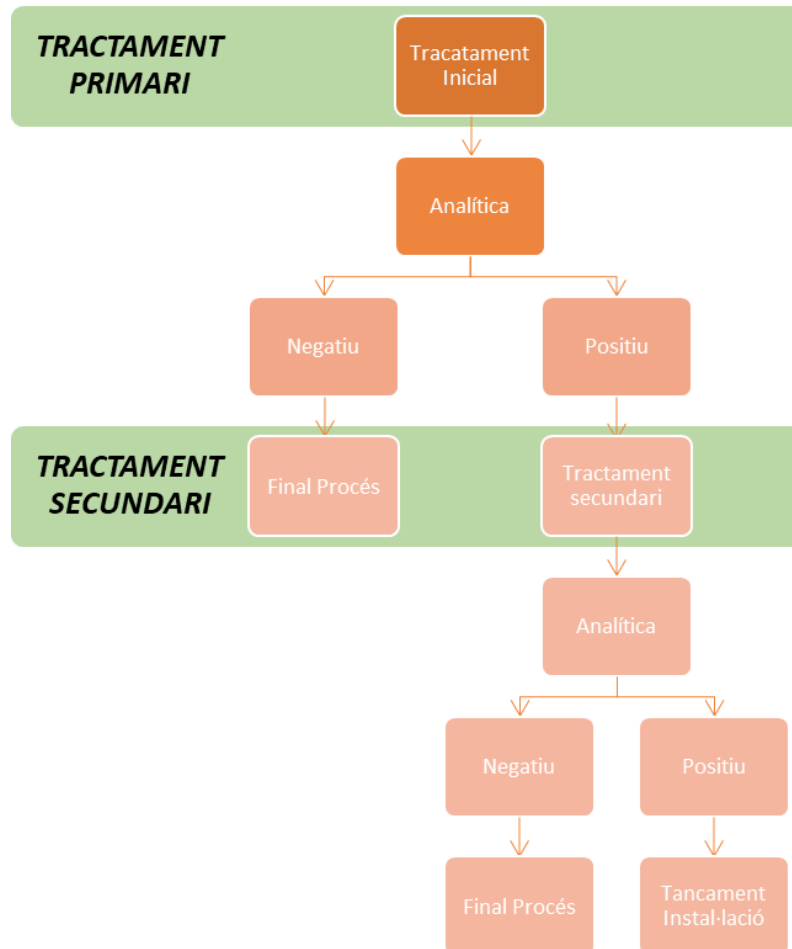 TRACTAMENT
PRIMARI
Tracatament
Inicial
Analítica
Negatiu
Positiu
TRACTAMENT
SECUNDARI
Final Procés
Tractament
secundari
Analítica
Negatiu
Positiu
Final Procés
Tancament
Instal·lació